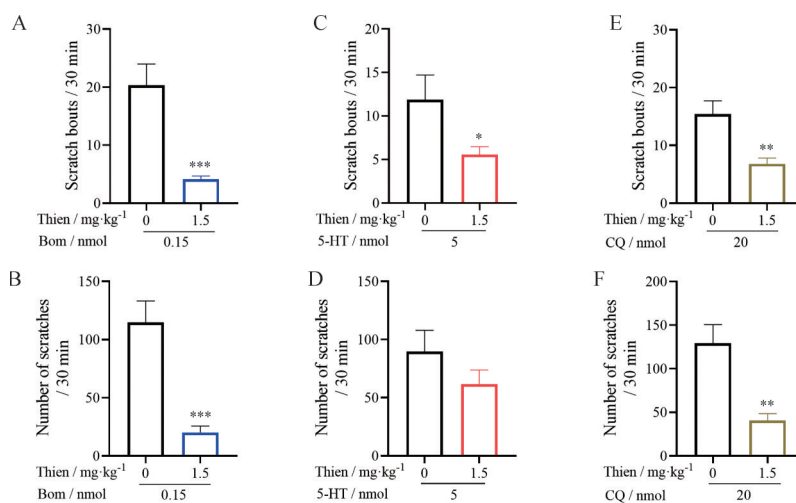 A
Scratch bouts / 30 min
30
20
10
0
***
Thien / mg·kg-1
0
1.5
Bom / nmol
0.15
C
Scratch bouts / 30 min
20
15
10
5
0
*
Thien / mg·kg-1
0
1.5
5-HT / nmol
5
E
Scratch bouts / 30 min
30
20
10
0
**
Thien / mg·kg-1
0
1.5
CQ / nmol
20
B
Number of scratches
/ 30 min
150
100
50
0
***
Thien / mg·kg-1
0
1.5
Bom / nmol
0.15
D
Number of scratches
/ 30 min
150
100
50
0
Thien / mg·kg-1
0
1.5
5-HT / nmol
5
F
Number of scratches
/ 30 min
200
150
100
50
0
**
Thien / mg·kg-1
0
1.5
CQ / nmol
20